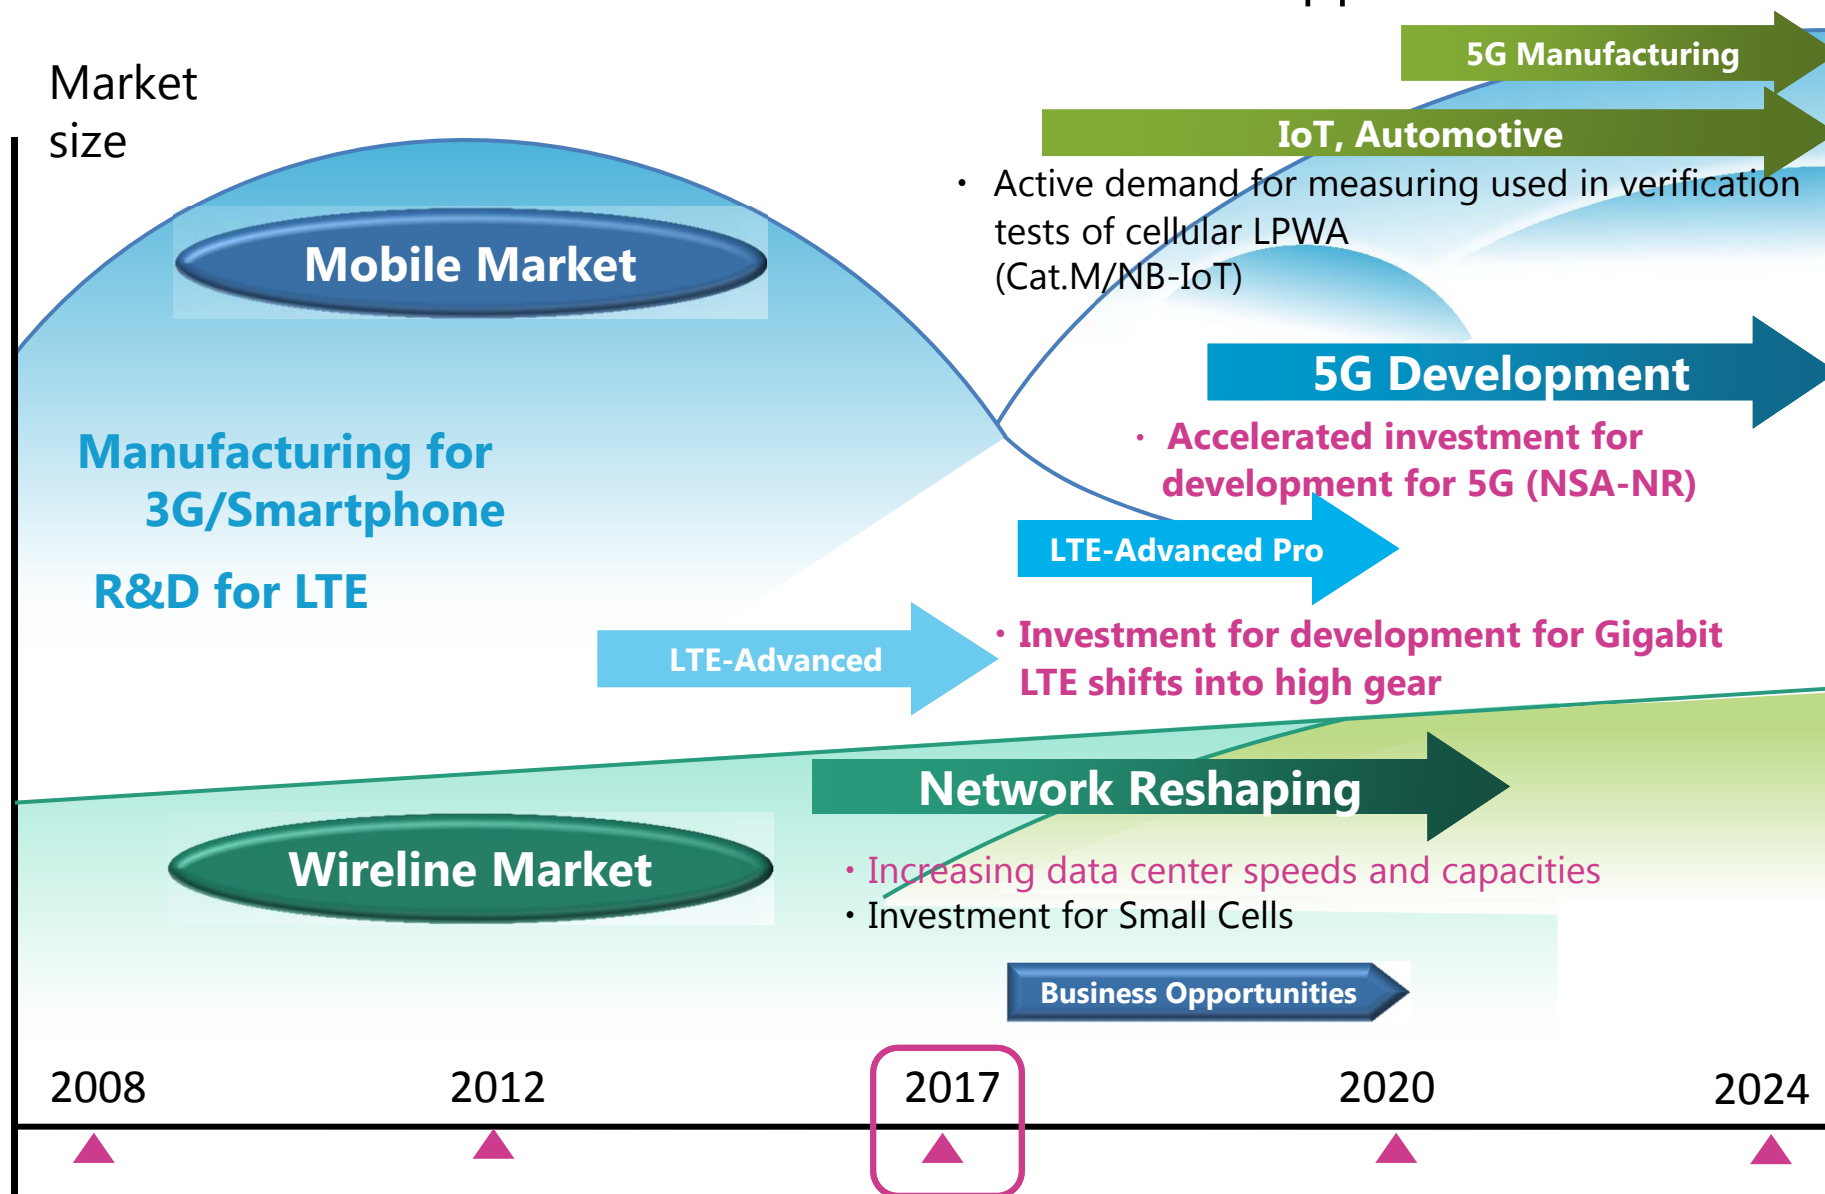 Market
size
5G Manufacturing
IoT, Automotive
・ Active demand for measuring used in verification
tests of cellular LPWA
(Cat.M/NB-IoT)
Mobile Market
5G Development
・ Accelerated investment for
development for 5G (NSA-NR)
Manufacturing for
3G/Smartphone
R&D for LTE
LTE-Advanced Pro
LTE-Advanced
・Investment for development for Gigabit
LTE shifts into high gear
Network Reshaping
Wireline Market
・Increasing data center speeds and capacities
・Investment for Small Cells
Business Opportunities
2008 2012 2017 2020 2024